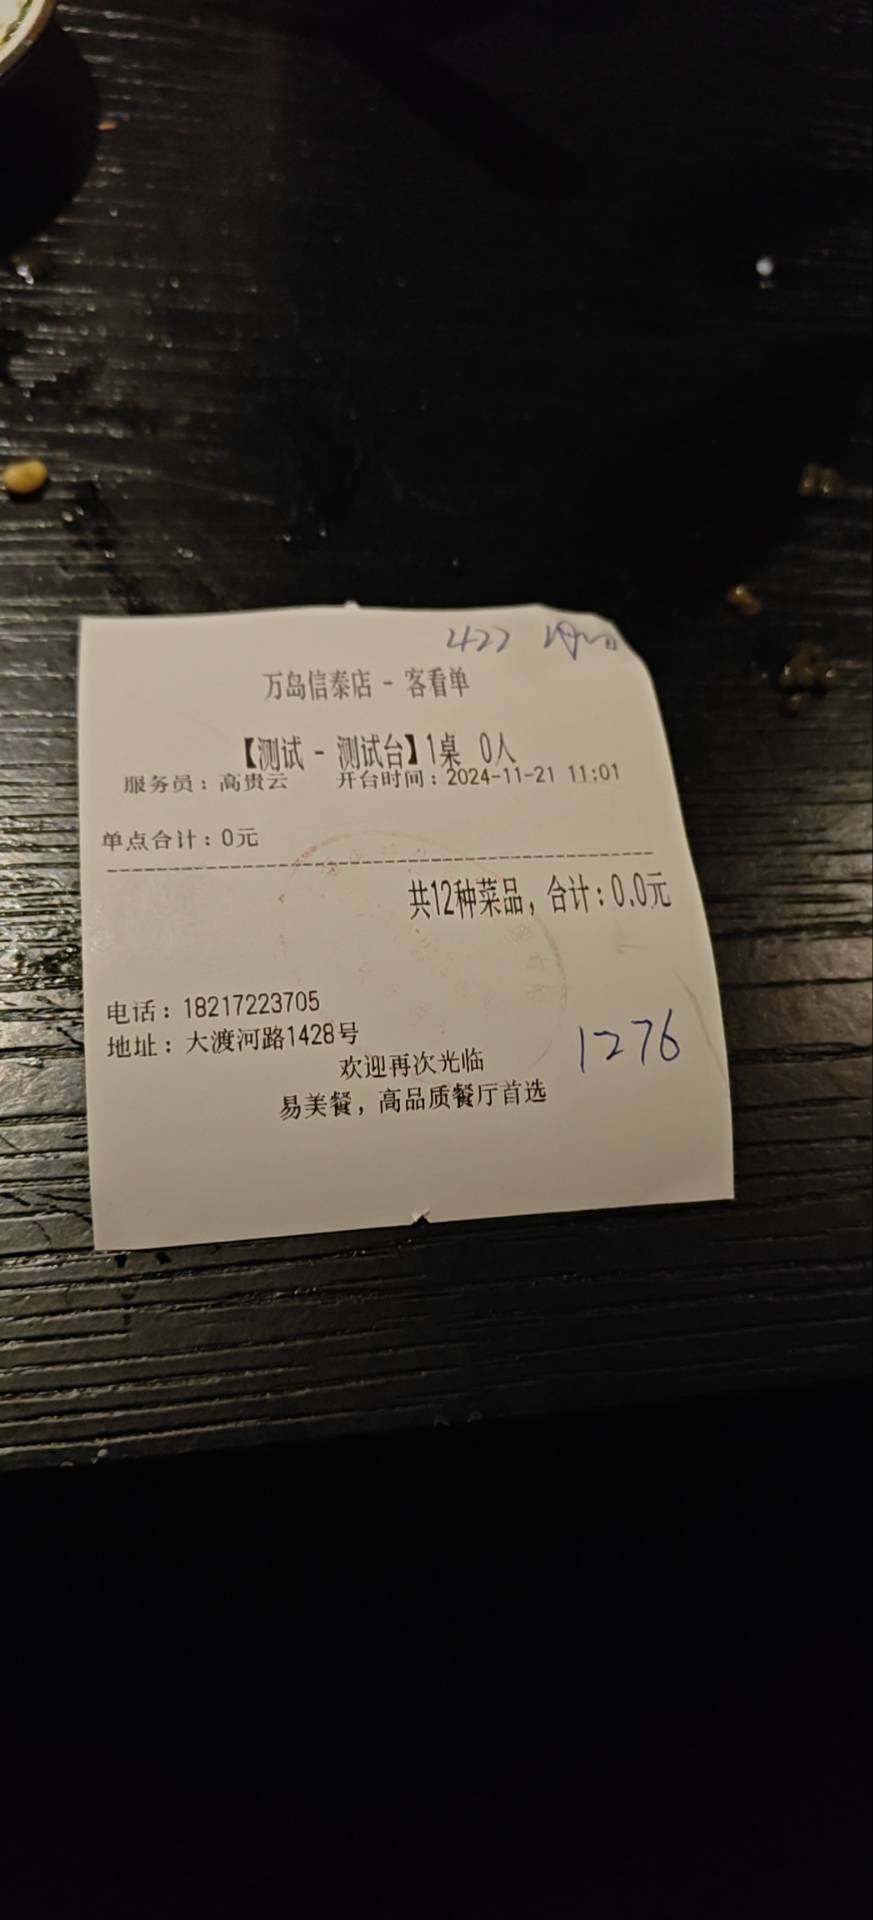 422
万岛信泰店 - 客看单
【测试 - 测试台】1桌 0人
服务员：高贵云 开台时间：2024-11-21 11:01
单点合计：0元
共12种菜品，合计：0.0元
电话：18217223705
地址：大渡河路1428号
1276
欢迎再次光临
易美餐，高品质餐厅首选